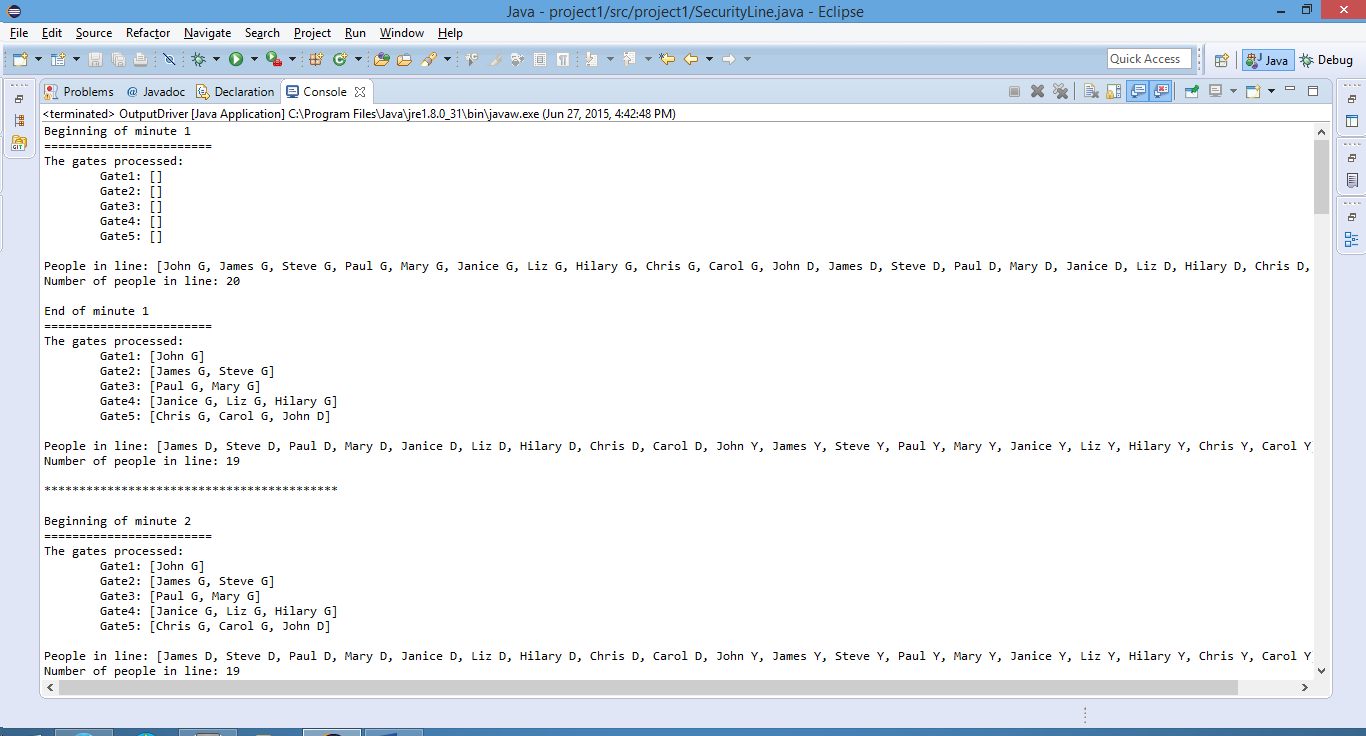 Java - project1/src/project1/SecurityLine.java - Eclipse
File Edit Source Refactor Navigate Search Project Run Window Help
Quick Access Java Debug
Problems @ Javadoc Declaration Console
<terminated> OutputDriver [Java Application] C:\Program Files\Java\jre1.8.0_31\bin\javaw.exe (Jun 27, 2015, 4:42:48 PM)
Beginning of minute 1
========================
The gates processed:
Gate1: []
Gate2: []
Gate3: []
Gate4: []
Gate5: []
People in line: [John G, James G, Steve G, Paul G, Mary G, Janice G, Liz G, Hilary G, Chris G, Carol G, John D, James D, Steve D, Paul D, Mary D, Janice D, Liz D, Hilary D, Chris D,
Number of people in line: 20
End of minute 1
========================
The gates processed:
Gate1: [John G]
Gate2: [James G, Steve G]
Gate3: [Paul G, Mary G]
Gate4: [Janice G, Liz G, Hilary G]
Gate5: [Chris G, Carol G, John D]
People in line: [James D, Steve D, Paul D, Mary D, Janice D, Liz D, Hilary D, Chris D, Carol D, John Y, James Y, Steve Y, Paul Y, Mary Y, Janice Y, Liz Y, Hilary Y, Chris Y, Carol Y
Number of people in line: 19
******************************************
Beginning of minute 2
========================
The gates processed:
Gate1: [John G]
Gate2: [James G, Steve G]
Gate3: [Paul G, Mary G]
Gate4: [Janice G, Liz G, Hilary G]
Gate5: [Chris G, Carol G, John D]
People in line: [James D, Steve D, Paul D, Mary D, Janice D, Liz D, Hilary D, Chris D, Carol D, John Y, James Y, Steve Y, Paul Y, Mary Y, Janice Y, Liz Y, Hilary Y, Chris Y, Carol Y
Number of people in line: 19